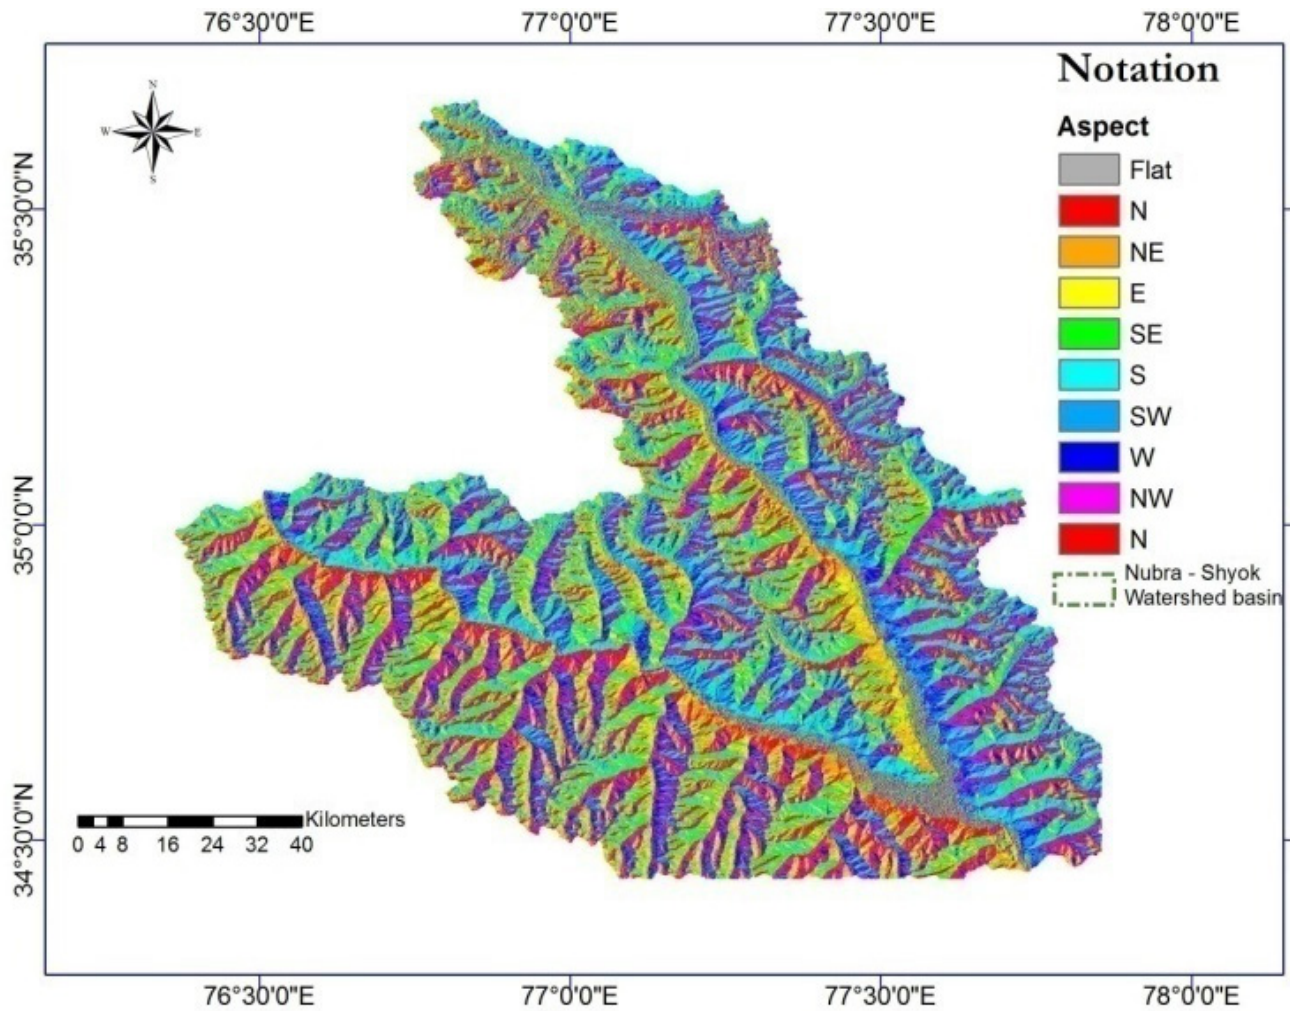 76°30'0"E 77°0'0"E 77°30'0"E 78°0'0"E
Notation
Aspect
Flat
N
NE
E
SE
S
SW
W
NW
N
Nubra - Shyok
Watershed basin
N
W E
S
35°30'0"N
35°0'0"N
34°30'0"N
Kilometers
0 4 8 16 24 32 40
76°30'0"E 77°0'0"E 77°30'0"E 78°0'0"E